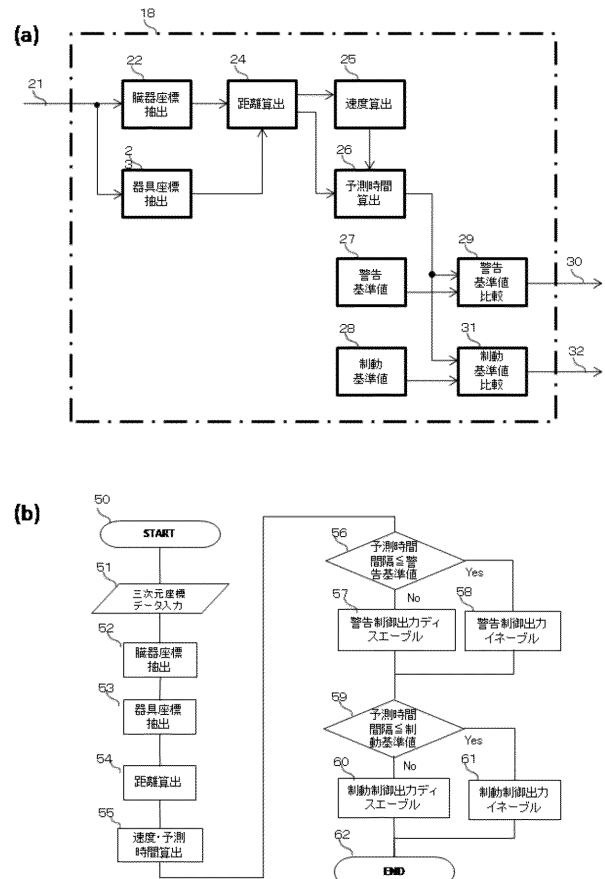 (a)
18
21
22
臓器座標
抽出
24
距離算出
25
速度算出
2
3
器具座標
抽出
26
予測時間
算出
27
警告
基準値
29
警告
基準値
比較
30
28
制動
基準値
31
制動
基準値
比較
32
(b)
50
START
51
三次元座標
データ入力
52
臓器座標
抽出
53
器具座標
抽出
54
距離算出
55
速度・予測
時間算出
56
予測時間
間隔≦警
告基準値
Yes
No
57
警告制御出力ディ
スエーブル
58
警告制御出力
イネーブル
59
予測時間
間隔≦制
動基準値
Yes
No
60
制動制御出力ディ
スエーブル
61
制動制御出力
イネーブル
62
END